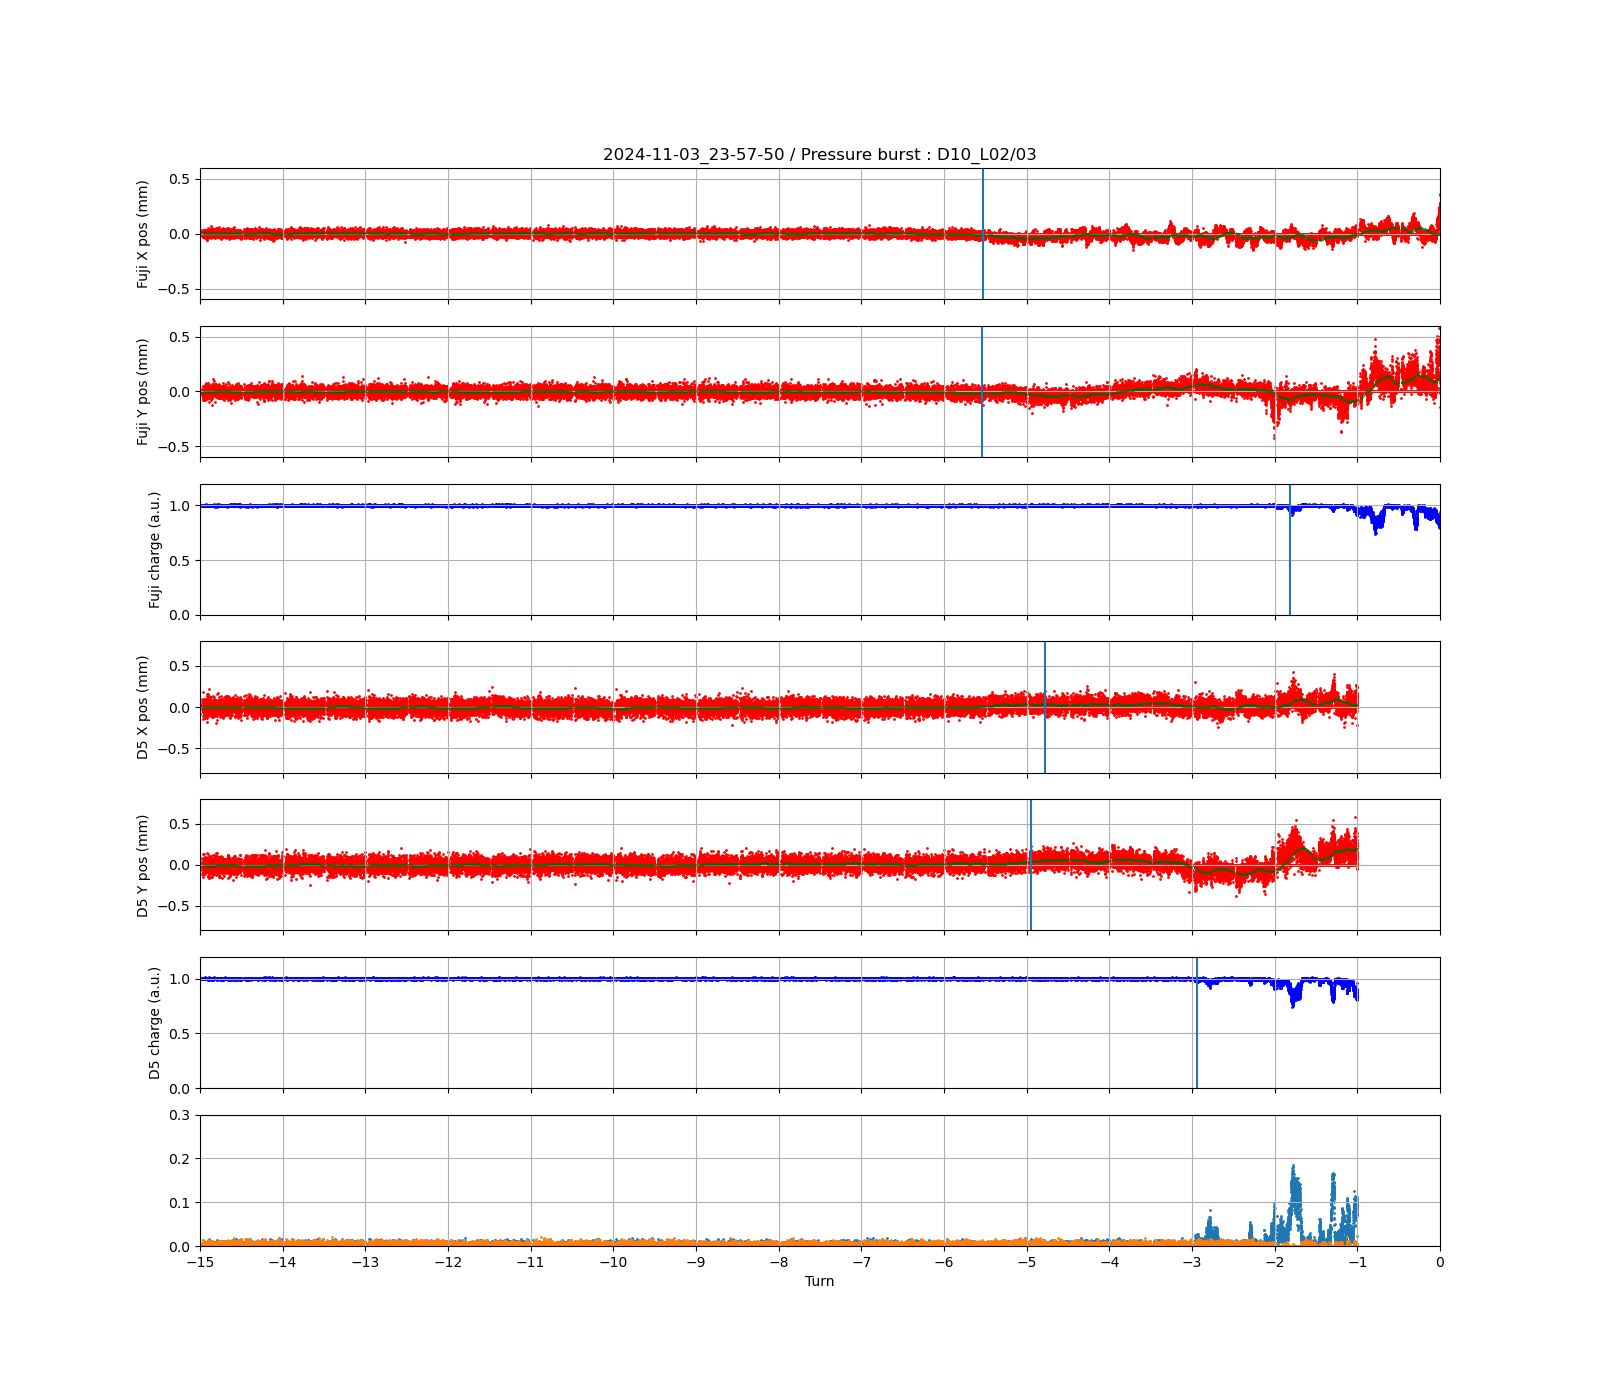 2024-11-03_23-57-50 / Pressure burst : D10_L02/03
Fuji X pos (mm)
0.5
0.0
−0.5
Fuji Y pos (mm)
0.5
0.0
−0.5
Fuji charge (a.u.)
1.0
0.5
0.0
D5 X pos (mm)
0.5
0.0
−0.5
D5 Y pos (mm)
0.5
0.0
−0.5
D5 charge (a.u.)
1.0
0.5
0.0
0.3
0.2
0.1
0.0
−15 −14 −13 −12 −11 −10 −9 −8 −7 −6 −5 −4 −3 −2 −1 0
Turn